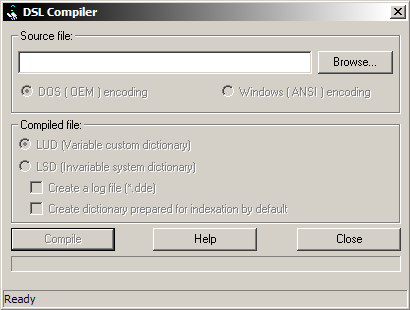 DSL Compiler
Source file:
Browse...
DOS ( OEM ) encoding
Windows ( ANSI ) encoding
Compiled file:
LUD (Variable custom dictionary)
LSD (Invariable system dictionary)
Create a log file (*.dde)
Create dictionary prepared for indexation by default
Compile
Help
Close
Ready